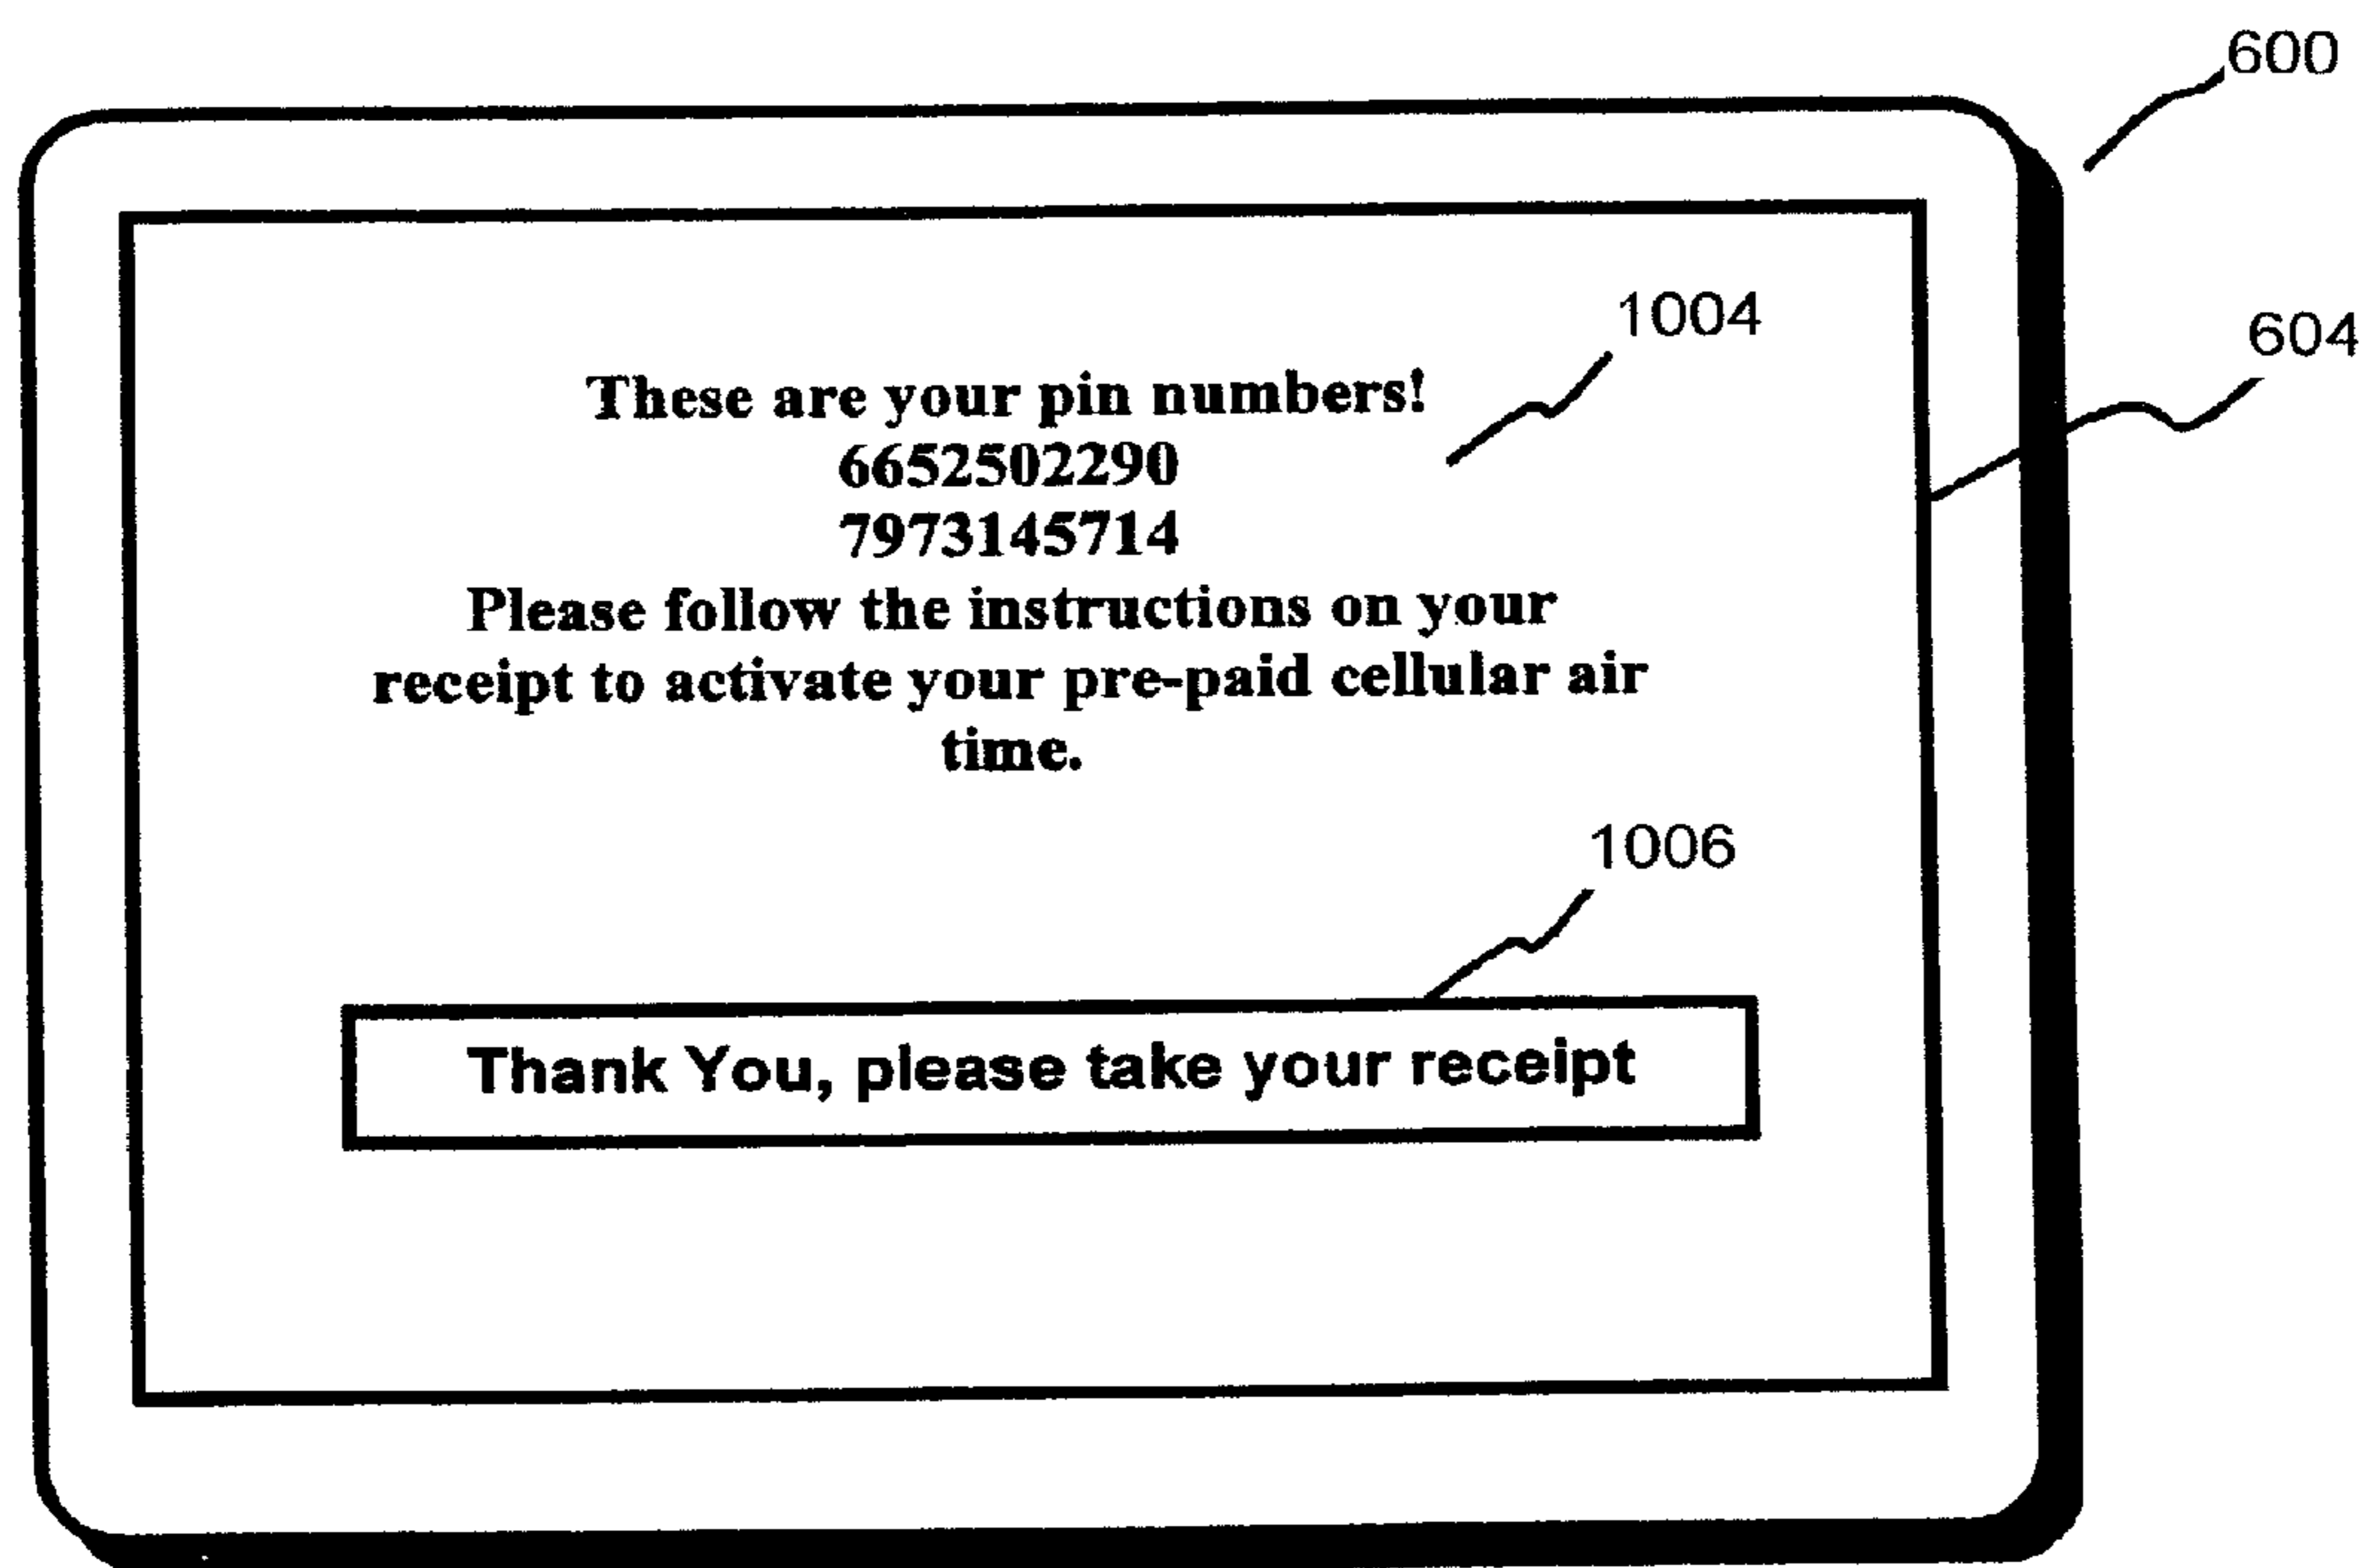 600
1004
604
These are your pin numbers!
6652502290
7973145714
Please follow the instructions on your
receipt to activate your pre-paid cellular air
time.
1006
Thank You, please take your receipt